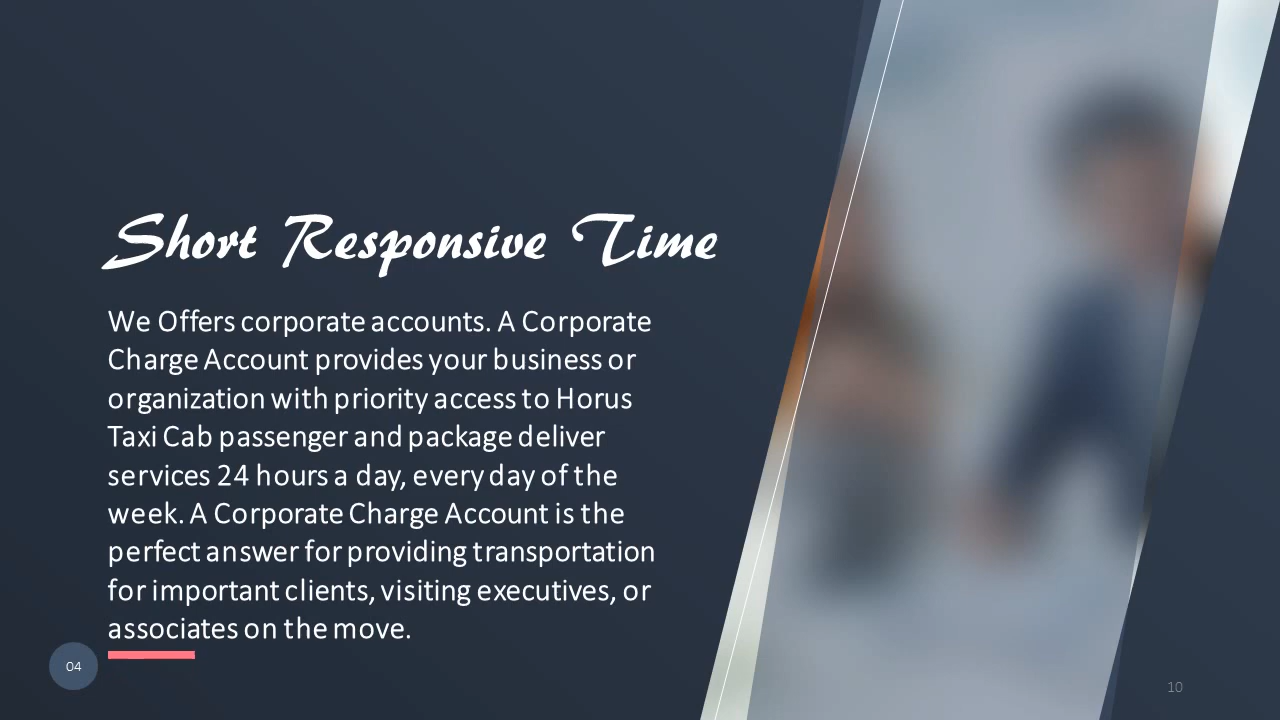 Short Responsive Time
We Offers corporate accounts. A Corporate
Charge Account provides your business or
organization with priority access to Horus
Taxi Cab passenger and package deliver
services 24 hours a day, every day of the
week. A Corporate Charge Account is the
perfect answer for providing transportation
for important clients, visiting executives, or
associates on the move.
04
10